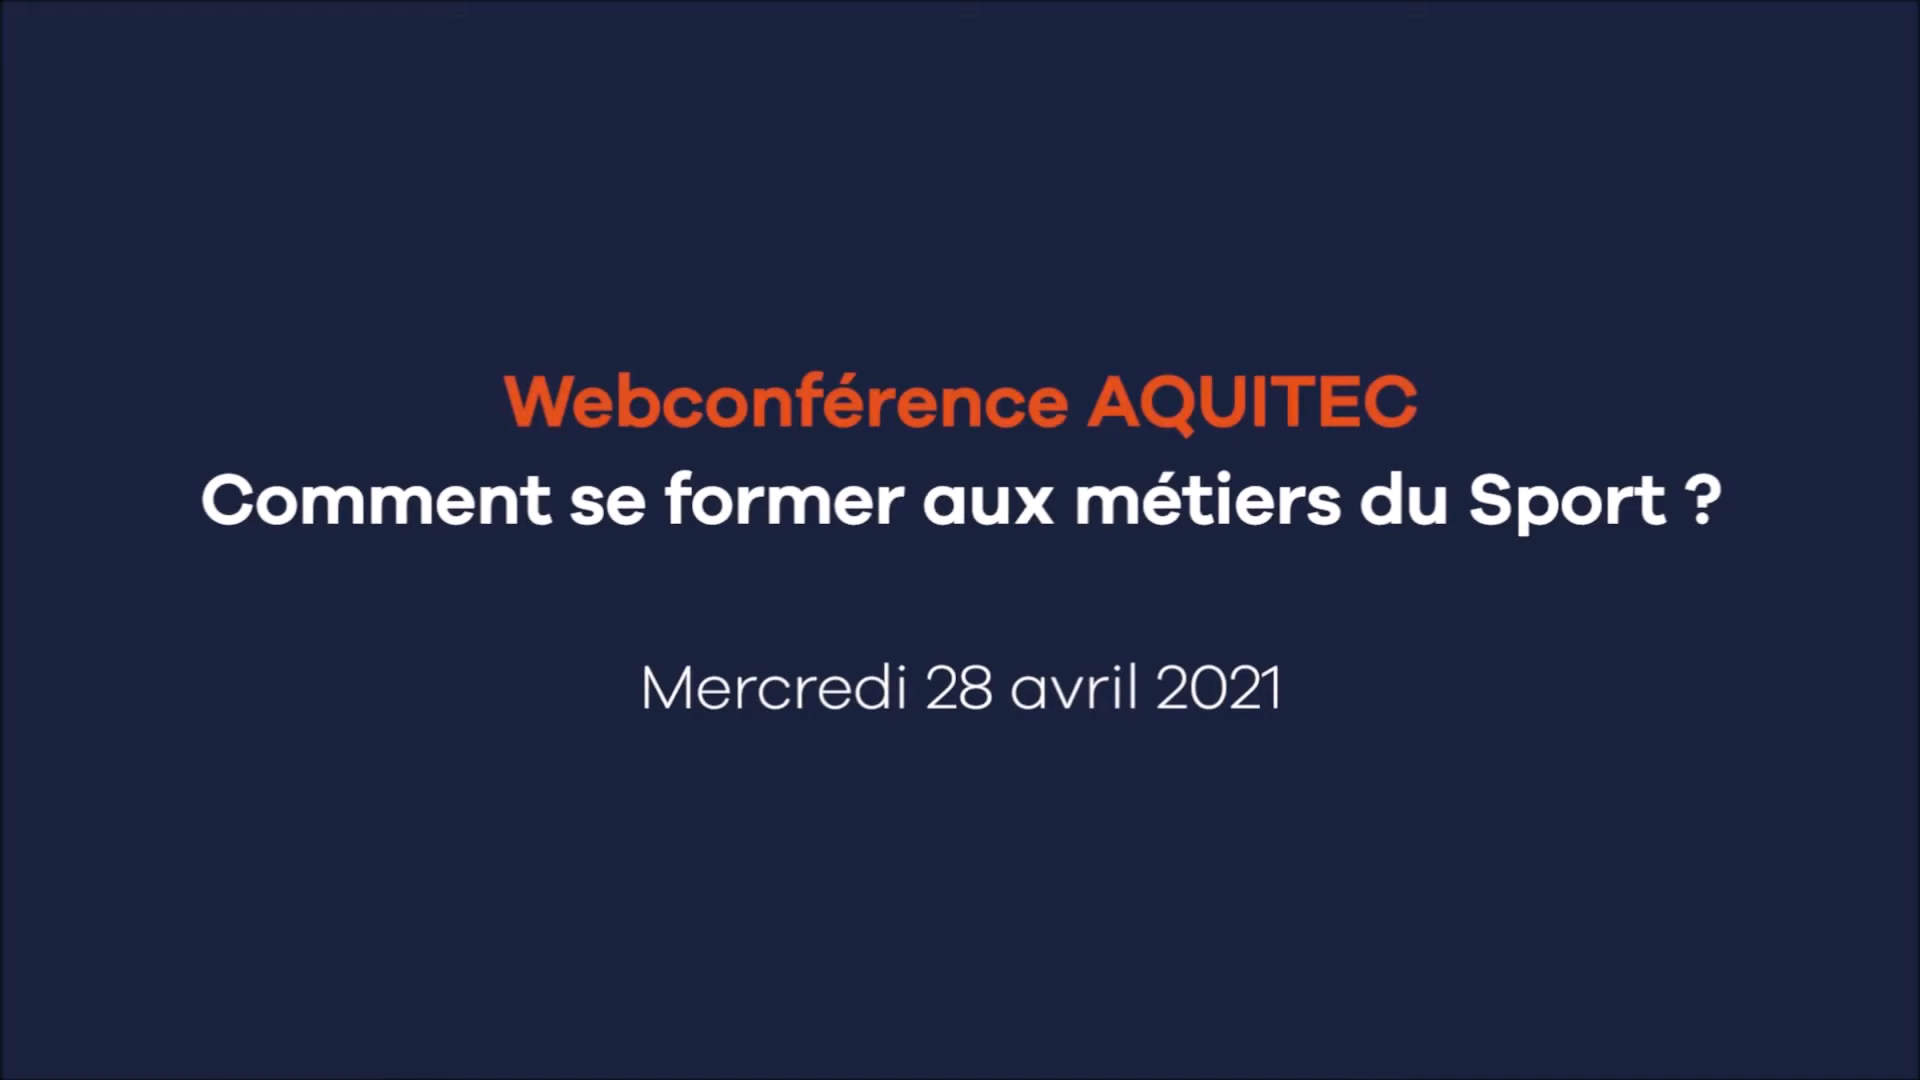 Webconférence AQUITEC
Comment se former aux métiers du Sport ?
Mercredi 28 avril 2021